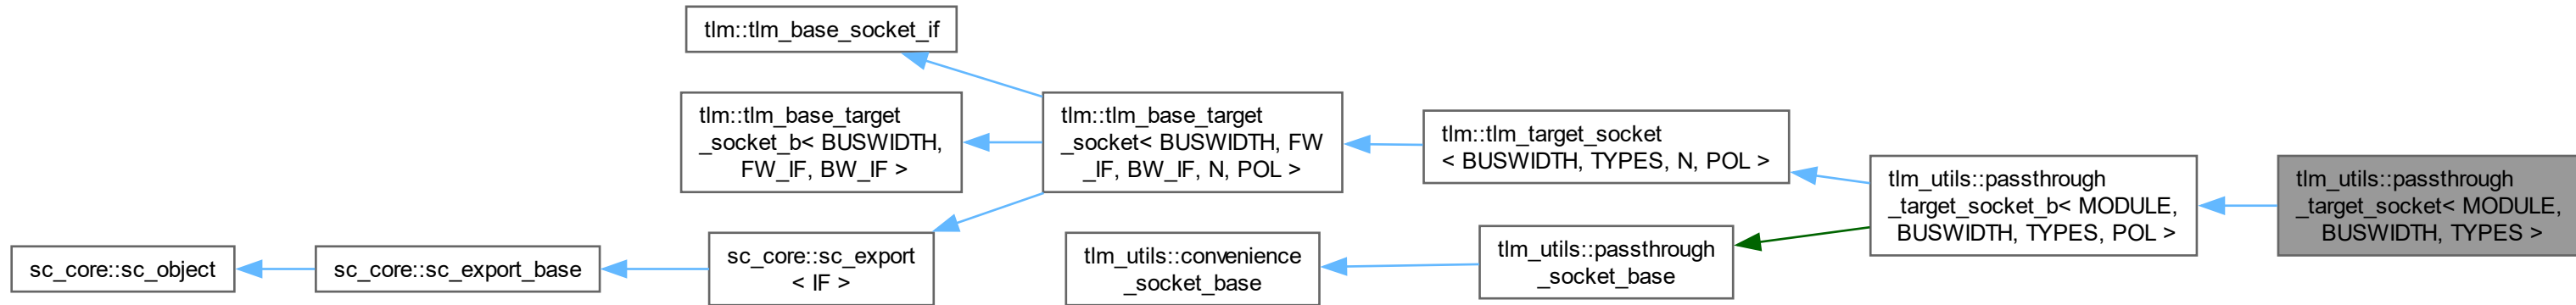 tlm::tlm_base_socket_if
tlm::tlm_base_target
_socket_b< BUSWIDTH,
FW_IF, BW_IF >
tlm::tlm_base_target
_socket< BUSWIDTH, FW
_IF, BW_IF, N, POL >
tlm::tlm_target_socket
< BUSWIDTH, TYPES, N, POL >
tlm_utils::passthrough
_target_socket_b< MODULE,
BUSWIDTH, TYPES, POL >
tlm_utils::passthrough
_target_socket< MODULE,
BUSWIDTH, TYPES >
sc_core::sc_object
sc_core::sc_export_base
sc_core::sc_export
< IF >
tlm_utils::convenience
_socket_base
tlm_utils::passthrough
_socket_base